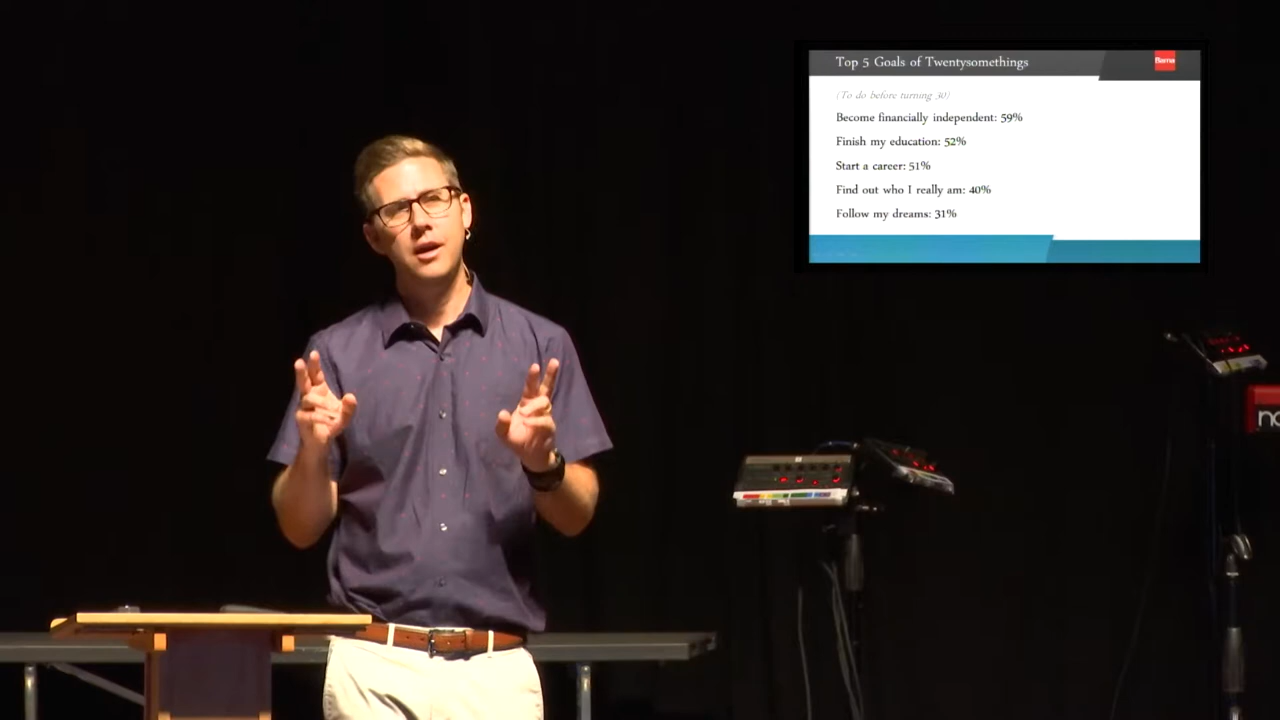 Top 5 Goals of Twentysomethings
Barna
(To do before turning 30)
Become financially independent: 59%
Finish my education: 52%
Start a career: 51%
Find out who I really am: 40%
Follow my dreams: 31%